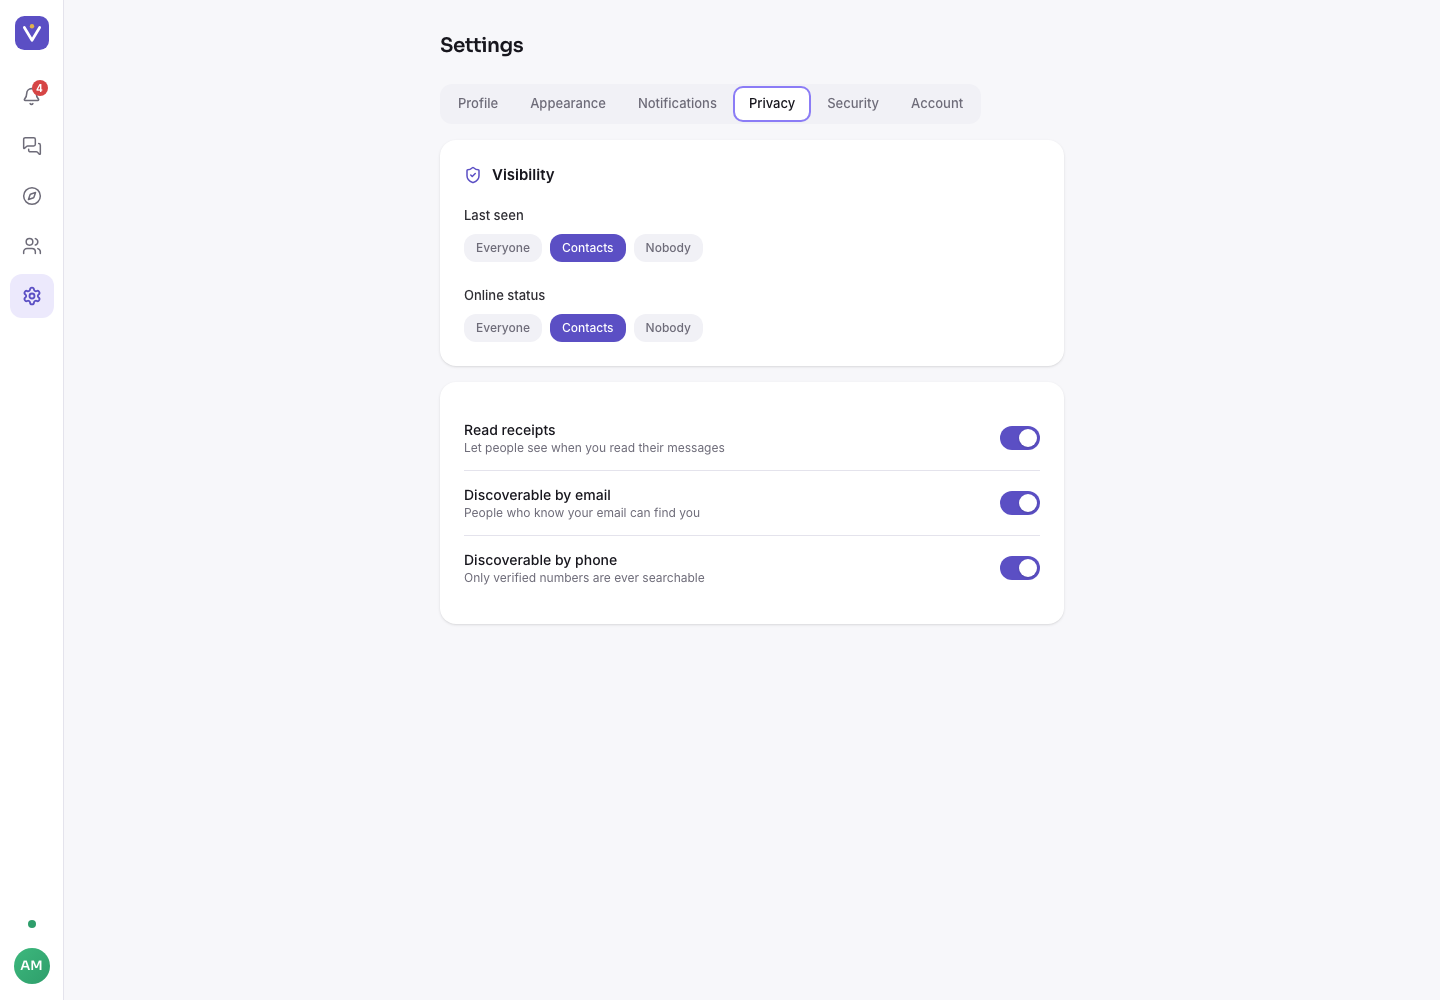 4
Settings
Profile Appearance Notifications Privacy Security Account
Visibility
Last seen
Everyone Contacts Nobody
Online status
Everyone Contacts Nobody
Read receipts
Let people see when you read their messages
Discoverable by email
People who know your email can find you
Discoverable by phone
Only verified numbers are ever searchable
AM